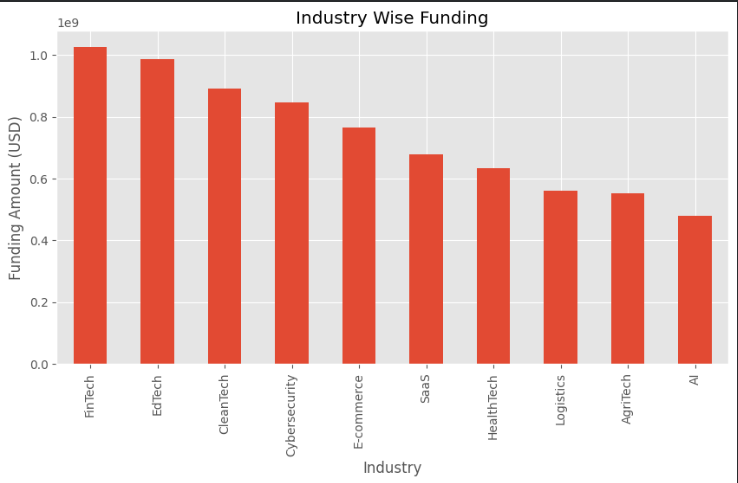 Industry Wise Funding
1e9
1.0
0.8
0.6
0.4
0.2
0.0
Funding Amount (USD)
FinTech
EdTech
CleanTech
Cybersecurity
E-commerce
SaaS
HealthTech
Logistics
AgriTech
AI
Industry